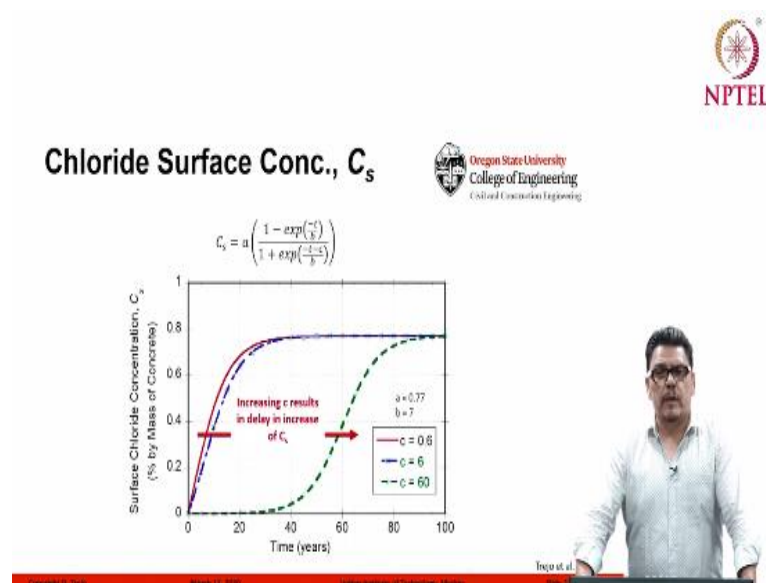 NPTEL
Chloride Surface Conc., Cₛ
Oregon State University
College of Engineering
Civil and Construction Engineering
Cₛ = a( (1 − exp(−t/b)) / (1 + exp((−t−c)/b)) )
Surface Chloride Concentration, Cₛ
(% by Mass of Concrete)
1
0.8
0.6
0.4
0.2
0
Increasing c results
in delay in increase
of Cₛ
a = 0.77
b = 7
c = 0.6
c = 6
c = 60
0 20 40 60 80 100
Time (years)
Trejo et al.